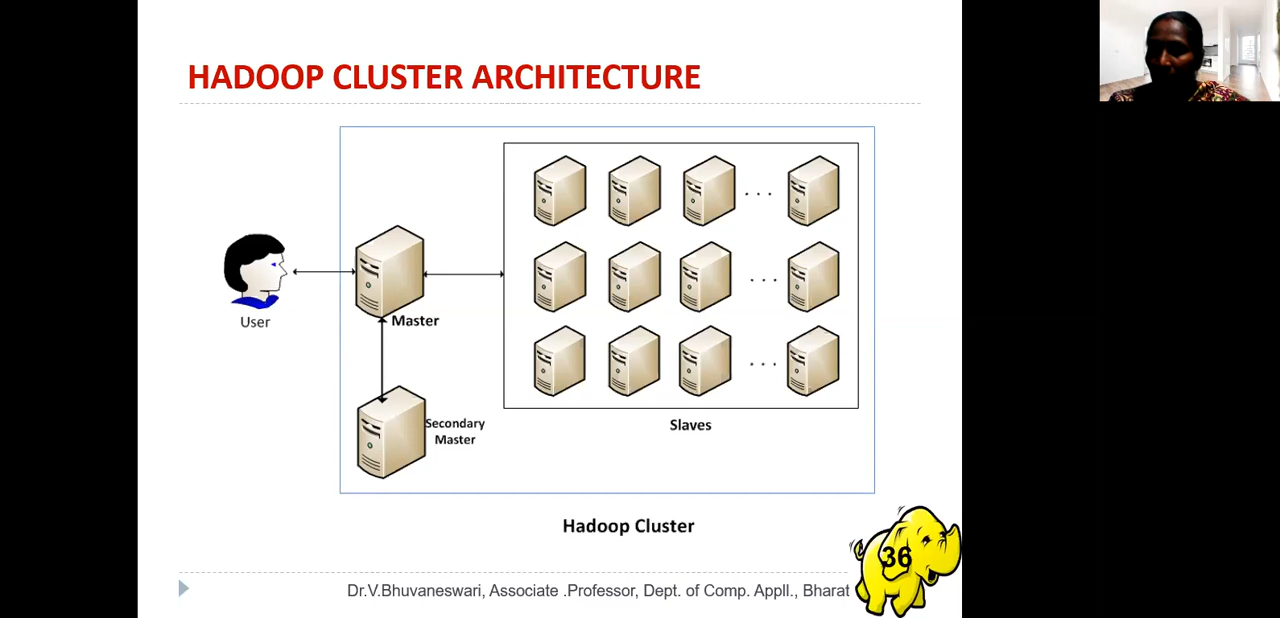 HADOOP CLUSTER ARCHITECTURE
User
Master
Secondary
Master
Slaves
Hadoop Cluster
36
Dr.V.Bhuvaneswari, Associate .Professor, Dept. of Comp. Appll., Bharat